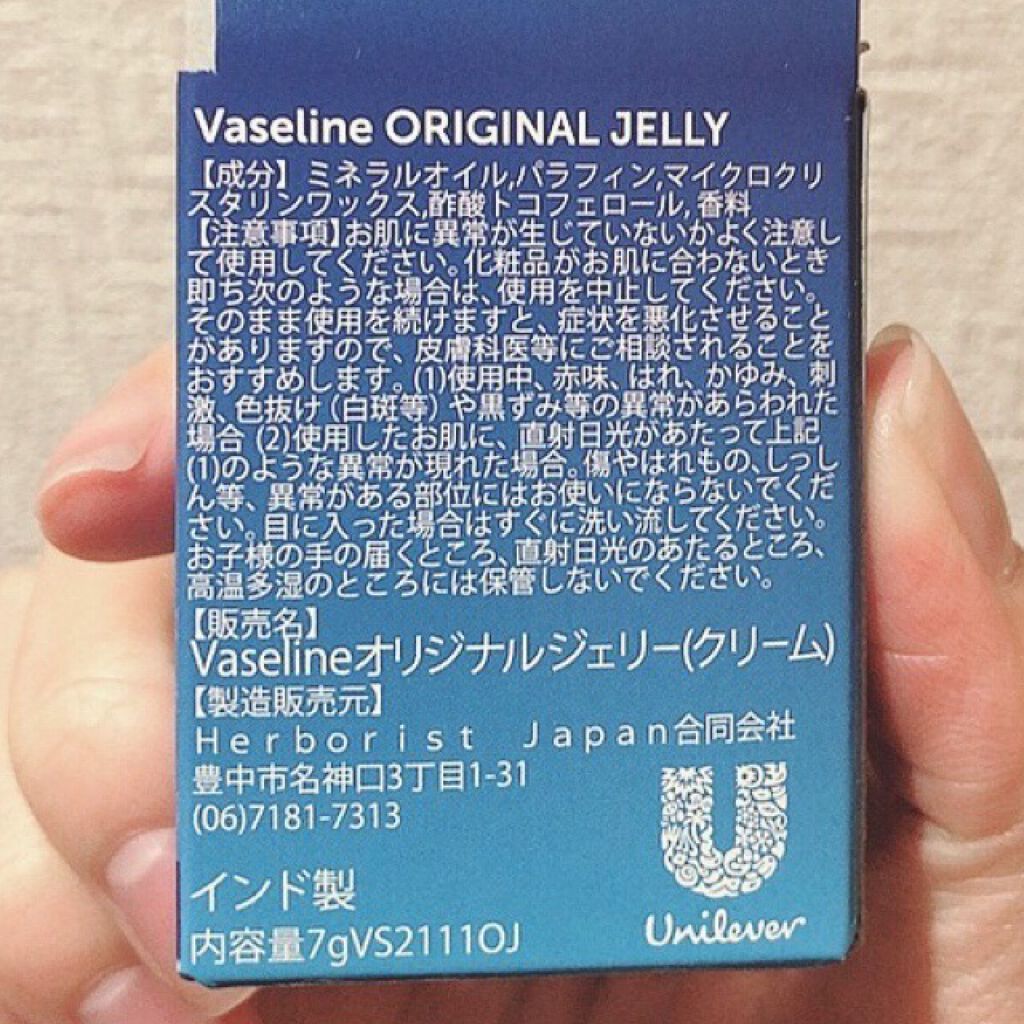 Vaseline ORIGINAL JELLY
【成分】ミネラルオイル,パラフィン,マイクロクリ
スタリンワックス,酢酸トコフェロール, 香料
【注意事項】お肌に異常が生じていないかよく注意し
て使用してください。化粧品がお肌に合わないとき
即ち次のような場合は、使用を中止してください。
そのまま使用を続けますと、症状を悪化させること
がありますので、皮膚科医等にご相談されることを
おすすめします。(1)使用中、赤味、はれ、かゆみ、刺
激、色抜け（白斑等）や黒ずみ等の異常があらわれた
場合 (2)使用したお肌に、直射日光があたって上記
(1)のような異常が現れた場合。傷やはれもの、しっし
ん等、異常がある部位にはお使いにならないでくだ
さい。目に入った場合はすぐに洗い流してください。
お子様の手の届くところ、直射日光のあたるところ、
高温多湿のところには保管しないでください。
【販売名】
Vaselineオリジナルジェリー(クリーム)
【製造販売元】
Herborist Japan合同会社
豊中市名神口3丁目1-31
(06)7181-7313
インド製
内容量7gVS2111OJ
Unilever